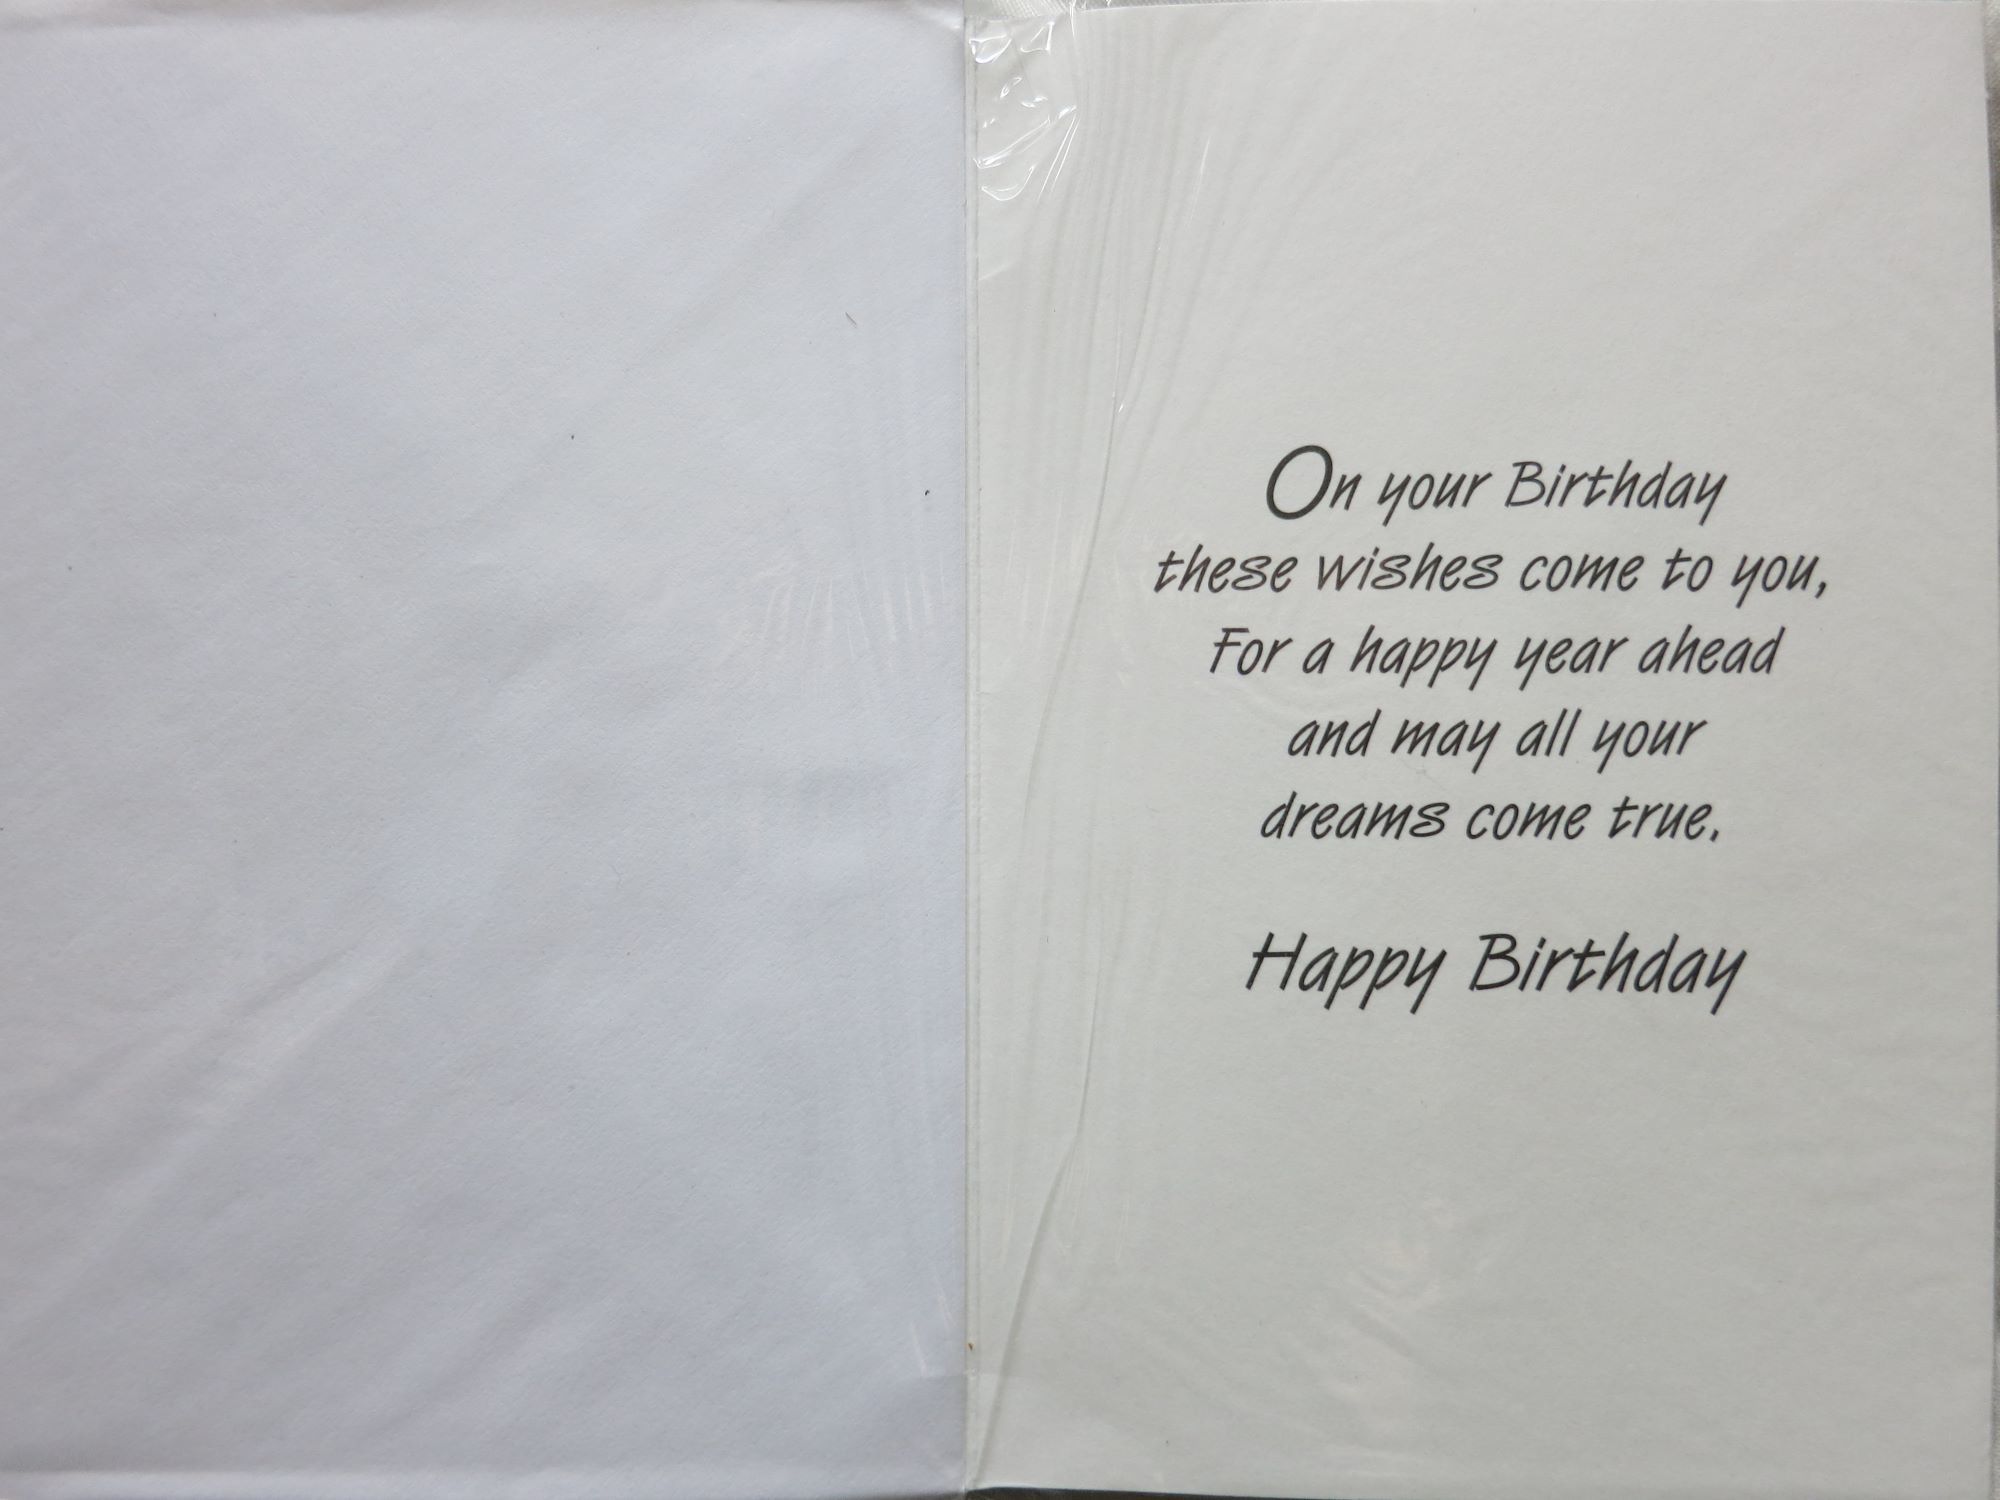 On your Birthday
these wishes come to you,
For a happy year ahead
and may all your
dreams come true.
Happy Birthday